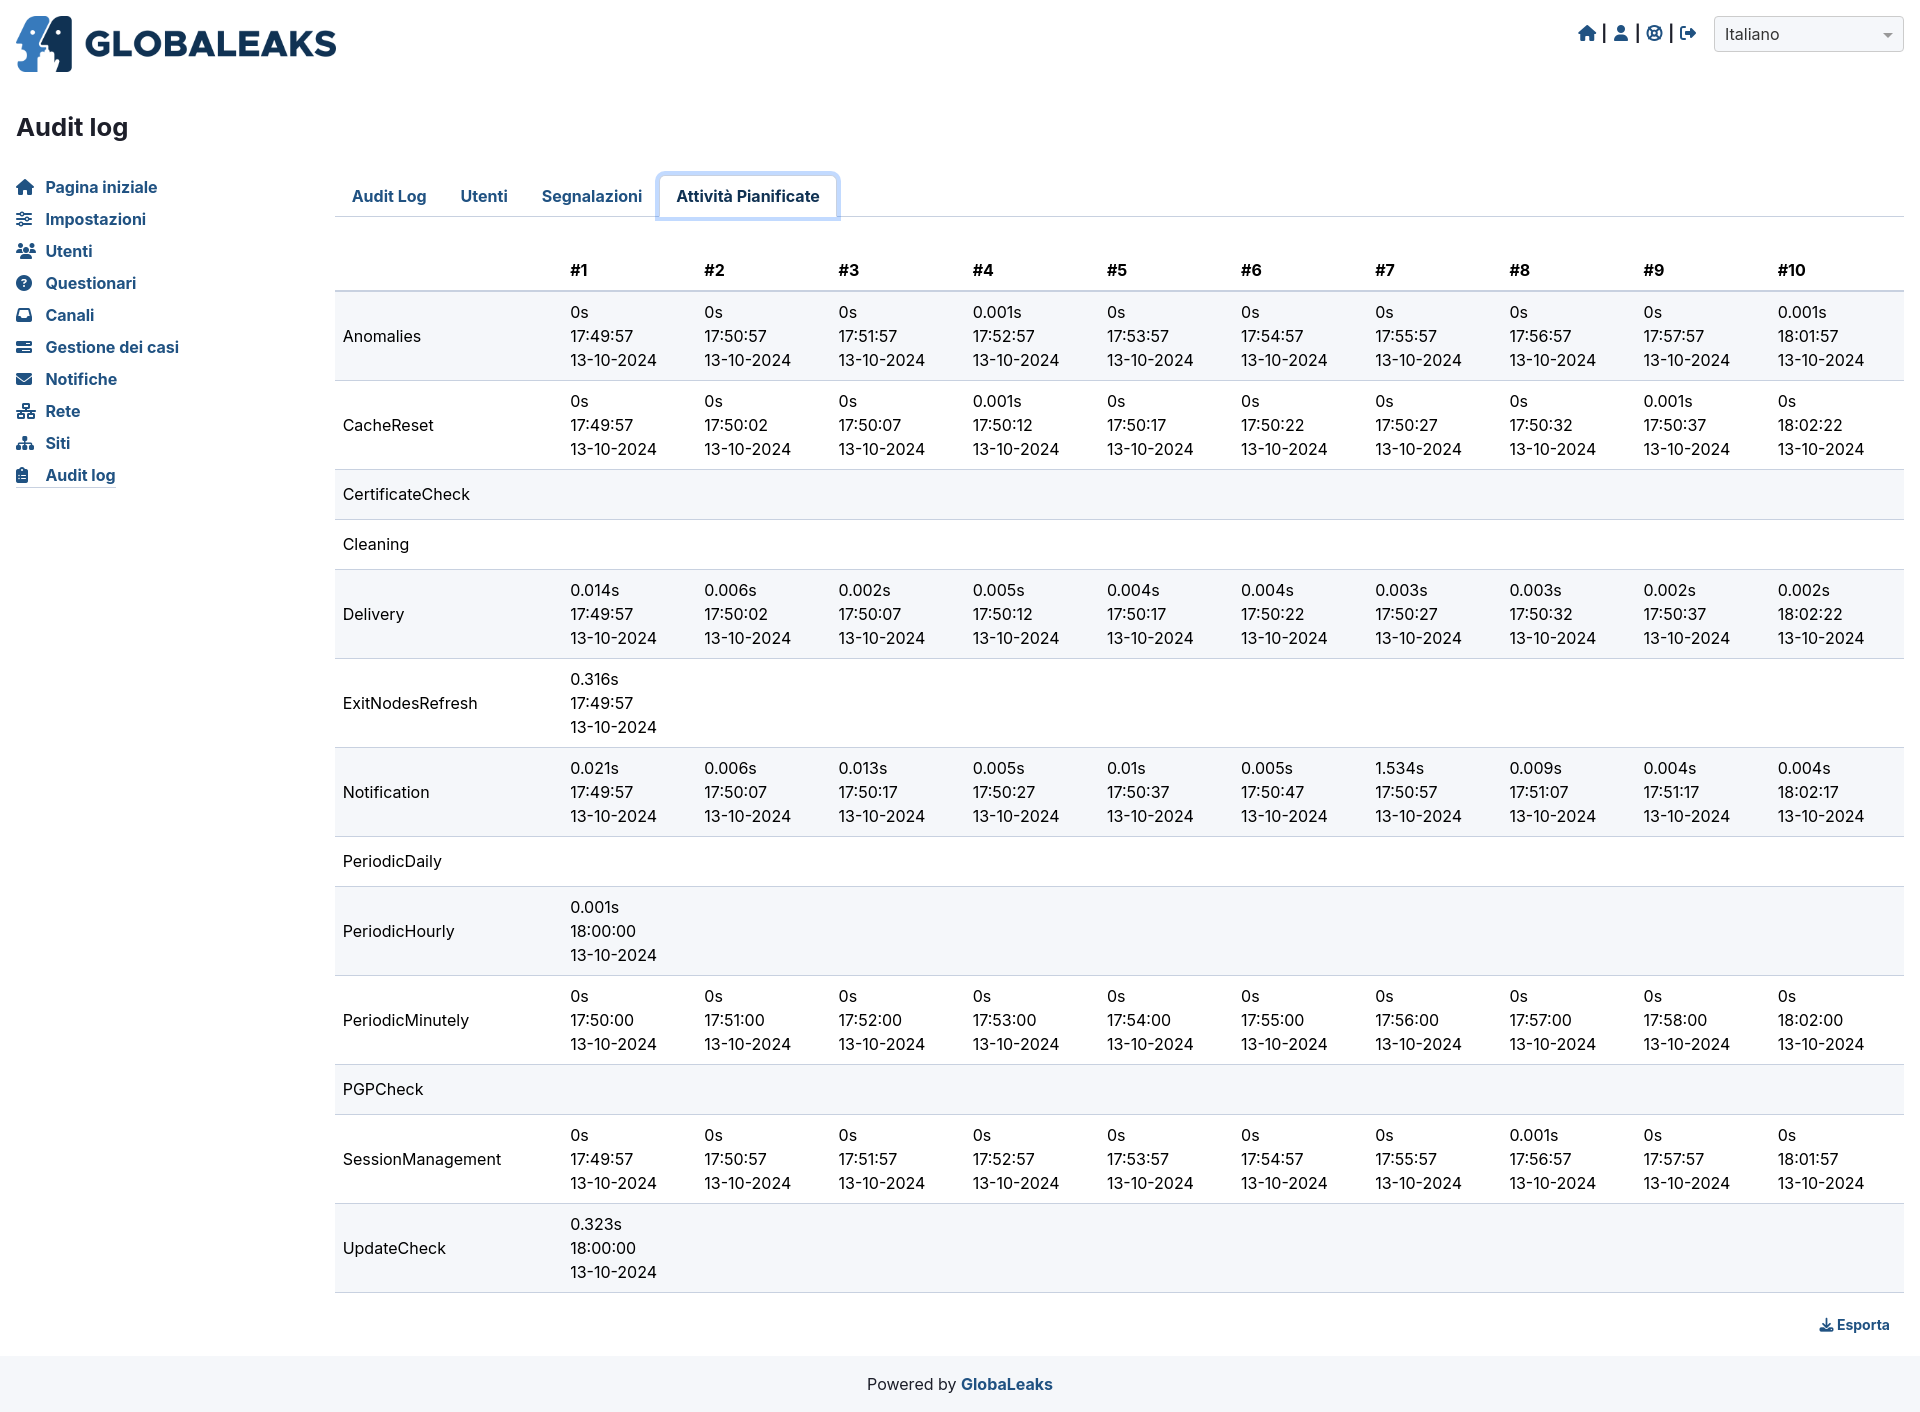 GLOBALEAKS
| | |
Italiano
Audit log
Pagina iniziale
Impostazioni
Utenti
Questionari
Canali
Gestione dei casi
Notifiche
Rete
Siti
Audit log
Audit Log Utenti Segnalazioni Attività Pianificate
#1 #2 #3 #4 #5 #6 #7 #8 #9 #10
0s 0s 0s 0.001s 0s 0s 0s 0s 0s 0.001s
Anomalies 17:49:57 17:50:57 17:51:57 17:52:57 17:53:57 17:54:57 17:55:57 17:56:57 17:57:57 18:01:57
13-10-2024 13-10-2024 13-10-2024 13-10-2024 13-10-2024 13-10-2024 13-10-2024 13-10-2024 13-10-2024 13-10-2024
0s 0s 0s 0.001s 0s 0s 0s 0s 0.001s 0s
CacheReset 17:49:57 17:50:02 17:50:07 17:50:12 17:50:17 17:50:22 17:50:27 17:50:32 17:50:37 18:02:22
13-10-2024 13-10-2024 13-10-2024 13-10-2024 13-10-2024 13-10-2024 13-10-2024 13-10-2024 13-10-2024 13-10-2024
CertificateCheck
Cleaning
0.014s 0.006s 0.002s 0.005s 0.004s 0.004s 0.003s 0.003s 0.002s 0.002s
Delivery 17:49:57 17:50:02 17:50:07 17:50:12 17:50:17 17:50:22 17:50:27 17:50:32 17:50:37 18:02:22
13-10-2024 13-10-2024 13-10-2024 13-10-2024 13-10-2024 13-10-2024 13-10-2024 13-10-2024 13-10-2024 13-10-2024
0.316s
ExitNodesRefresh 17:49:57
13-10-2024
0.021s 0.006s 0.013s 0.005s 0.01s 0.005s 1.534s 0.009s 0.004s 0.004s
Notification 17:49:57 17:50:07 17:50:17 17:50:27 17:50:37 17:50:47 17:50:57 17:51:07 17:51:17 18:02:17
13-10-2024 13-10-2024 13-10-2024 13-10-2024 13-10-2024 13-10-2024 13-10-2024 13-10-2024 13-10-2024 13-10-2024
PeriodicDaily
0.001s
PeriodicHourly 18:00:00
13-10-2024
0s 0s 0s 0s 0s 0s 0s 0s 0s 0s
PeriodicMinutely 17:50:00 17:51:00 17:52:00 17:53:00 17:54:00 17:55:00 17:56:00 17:57:00 17:58:00 18:02:00
13-10-2024 13-10-2024 13-10-2024 13-10-2024 13-10-2024 13-10-2024 13-10-2024 13-10-2024 13-10-2024 13-10-2024
PGPCheck
0s 0s 0s 0s 0s 0s 0s 0.001s 0s 0s
SessionManagement 17:49:57 17:50:57 17:51:57 17:52:57 17:53:57 17:54:57 17:55:57 17:56:57 17:57:57 18:01:57
13-10-2024 13-10-2024 13-10-2024 13-10-2024 13-10-2024 13-10-2024 13-10-2024 13-10-2024 13-10-2024 13-10-2024
0.323s
UpdateCheck 18:00:00
13-10-2024
Esporta
Powered by GlobaLeaks